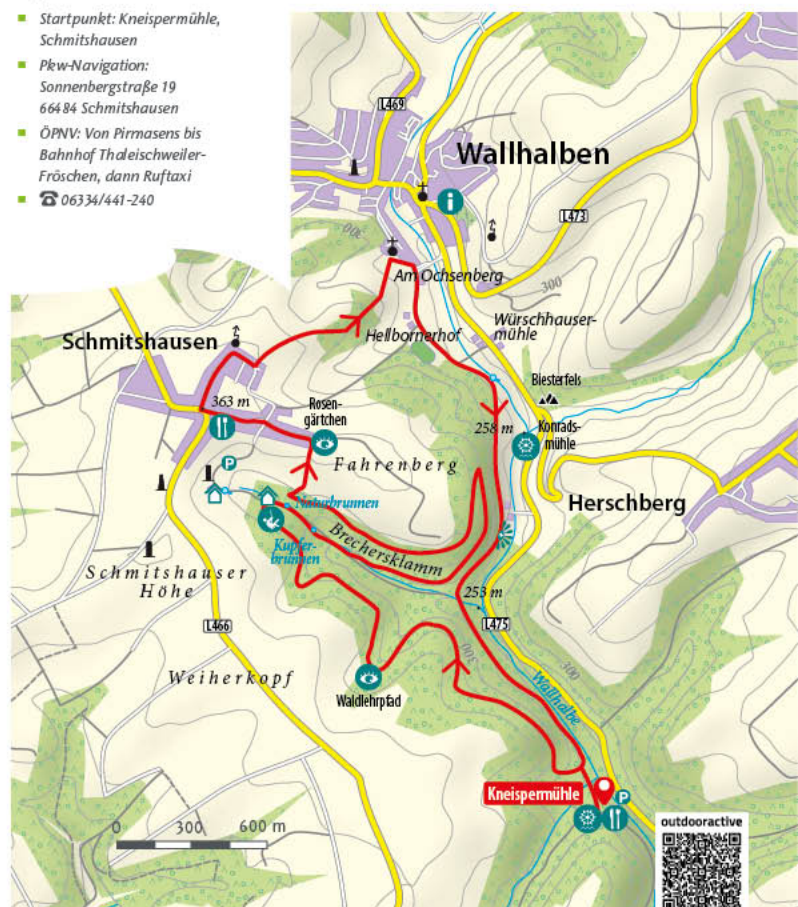 Startpunkt: Kneispermühle,
Schmitshausen
Pkw-Navigation:
Sonnenbergstraße 19
66484 Schmitshausen
ÖPNV: Von Pirmasens bis
Bahnhof Thaleischweiler-
Fröschen, dann Ruftaxi
06334/441-240
L469
Wallhalben
i
L473
300
Am Ochsenberg
300
Hellbornerhof
Würschhauser-
mühle
Schmitshausen
Biesterfels
363 m
Rosen-
gärtchen
258 m
Konrads-
mühle
P
Fahrenberg
Herschberg
Naturbrunnen
Kupfer-
brunnen
Brechersklamm
Schmitshauser
Höhe
253 m
L466
L475
300
300
Weiherkopf
Waldlehrpfad
Wallhalbe
Kneispermühle
P
outdooractive
0 300 600 m